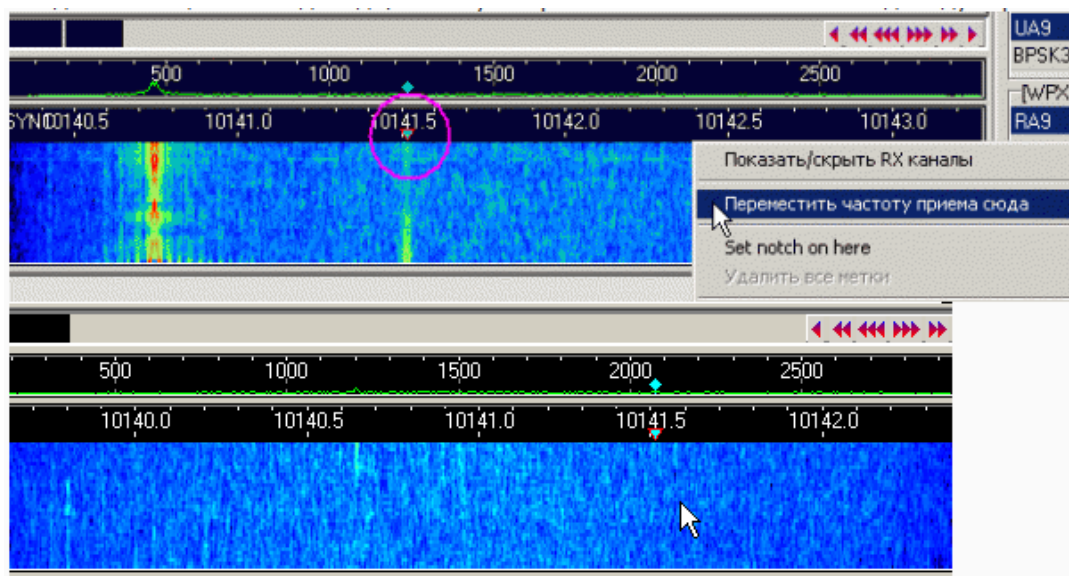 UA9
500 1000 1500 2000 2500
BPSK3
[WPX
SYNC 10140.5 10141.0 10141.5 10142.0 10142.5 10143.0
RA9
Показать/скрыть RX каналы
Переместить частоту приема сюда
Set notch on here
Удалить все метки
500 1000 1500 2000 2500
10140.0 10140.5 10141.0 10141.5 10142.0